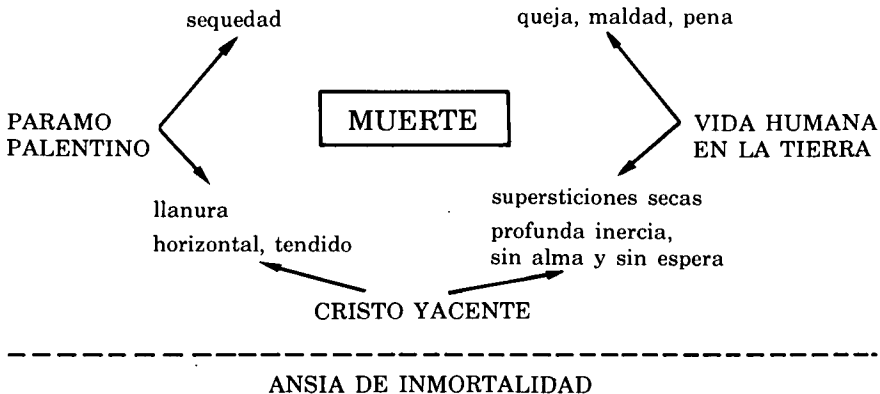 sequedad
queja, maldad, pena
MUERTE
PARAMO
PALENTINO
VIDA HUMANA
EN LA TIERRA
llanura
horizontal, tendido
supersticiones secas
profunda inercia,
sin alma y sin espera
CRISTO YACENTE
ANSIA DE INMORTALIDAD